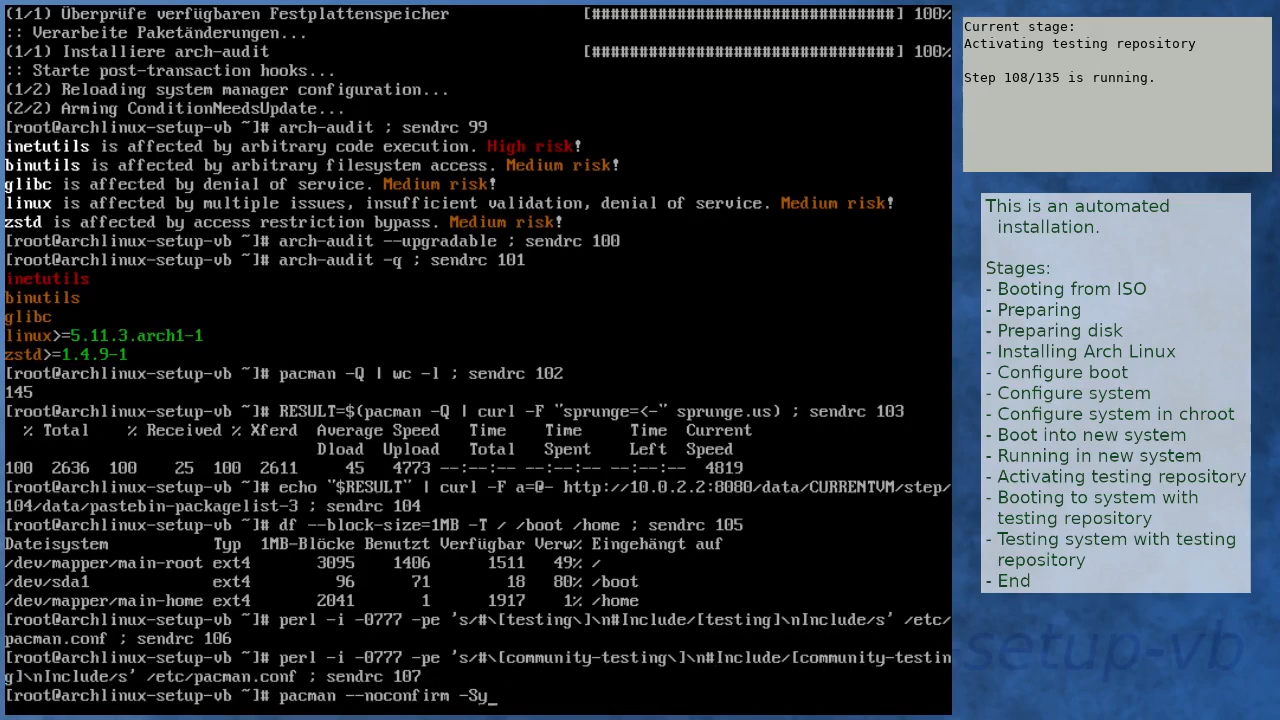 (1/1) Überprüfe verfügbaren Festplattenspeicher [################################] 100%
:: Verarbeite Paketänderungen...
(1/1) Installiere arch-audit [################################] 100%
:: Starte post-transaction hooks...
(1/2) Reloading system manager configuration...
(2/2) Arming ConditionNeedsUpdate...
[root@archlinux-setup-vb ~]# arch-audit ; sendrc 99
inetutils is affected by arbitrary code execution. High risk!
binutils is affected by arbitrary filesystem access. Medium risk!
glibc is affected by denial of service. Medium risk!
linux is affected by multiple issues, insufficient validation, denial of service. Medium risk!
zstd is affected by access restriction bypass. Medium risk!
[root@archlinux-setup-vb ~]# arch-audit --upgradable ; sendrc 100
[root@archlinux-setup-vb ~]# arch-audit -q ; sendrc 101
inetutils
binutils
glibc
linux>=5.11.3.arch1-1
zstd>=1.4.9-1
[root@archlinux-setup-vb ~]# pacman -Q | wc -l ; sendrc 102
145
[root@archlinux-setup-vb ~]# RESULT=$(pacman -Q | curl -F "sprunge=<-" sprunge.us) ; sendrc 103
  % Total    % Received % Xferd  Average Speed   Time    Time     Time  Current
                                 Dload  Upload   Total   Spent    Left  Speed
100  2636  100    25  100  2611     45   4773 --:--:-- --:--:-- --:--:--  4819
[root@archlinux-setup-vb ~]# echo "$RESULT" | curl -F a=@- http://10.0.2.2:8080/data/CURRENTVM/step/
104/data/pastebin-packagelist-3 ; sendrc 104
[root@archlinux-setup-vb ~]# df --block-size=1MB -T / /boot /home ; sendrc 105
Dateisystem           Typ  1MB-Blöcke Benutzt Verfügbar Verw% Eingehängt auf
/dev/mapper/main-root ext4       3095    1406      1511   49% /
/dev/sda1             ext4         96      71        18   80% /boot
/dev/mapper/main-home ext4       2041       1      1917    1% /home
[root@archlinux-setup-vb ~]# perl -i -0777 -pe 's/#\[testing\]\n#Include/[testing]\nInclude/s' /etc/
pacman.conf ; sendrc 106
[root@archlinux-setup-vb ~]# perl -i -0777 -pe 's/#\[community-testing\]\n#Include/[community-testin
g]\nInclude/s' /etc/pacman.conf ; sendrc 107
[root@archlinux-setup-vb ~]# pacman --noconfirm -Sy_
Current stage:
Activating testing repository
Step 108/135 is running.
This is an automated
installation.
Stages:
- Booting from ISO
- Preparing
- Preparing disk
- Installing Arch Linux
- Configure boot
- Configure system
- Configure system in chroot
- Boot into new system
- Running in new system
- Activating testing repository
- Booting to system with
testing repository
- Testing system with testing
repository
- End
setup-vb